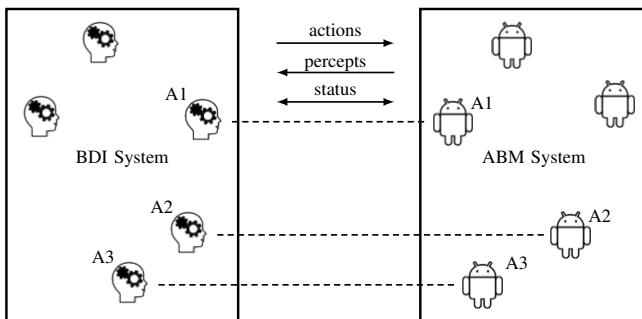 actions
percepts
status
A1
A1
BDI System
ABM System
A2
A2
A3
A3